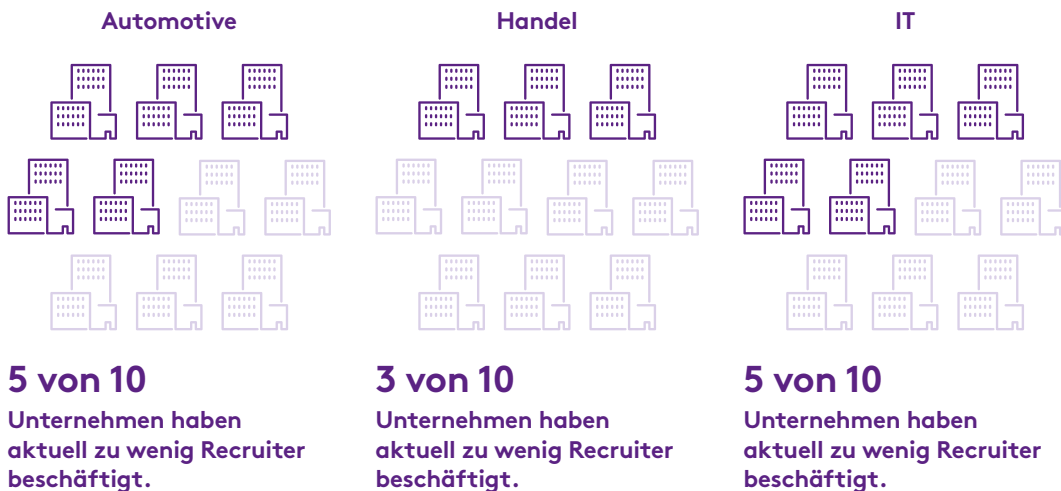 Automotive
5 von 10
Unternehmen haben
aktuell zu wenig Recruiter
beschäftigt.
Handel
3 von 10
Unternehmen haben
aktuell zu wenig Recruiter
beschäftigt.
IT
5 von 10
Unternehmen haben
aktuell zu wenig Recruiter
beschäftigt.